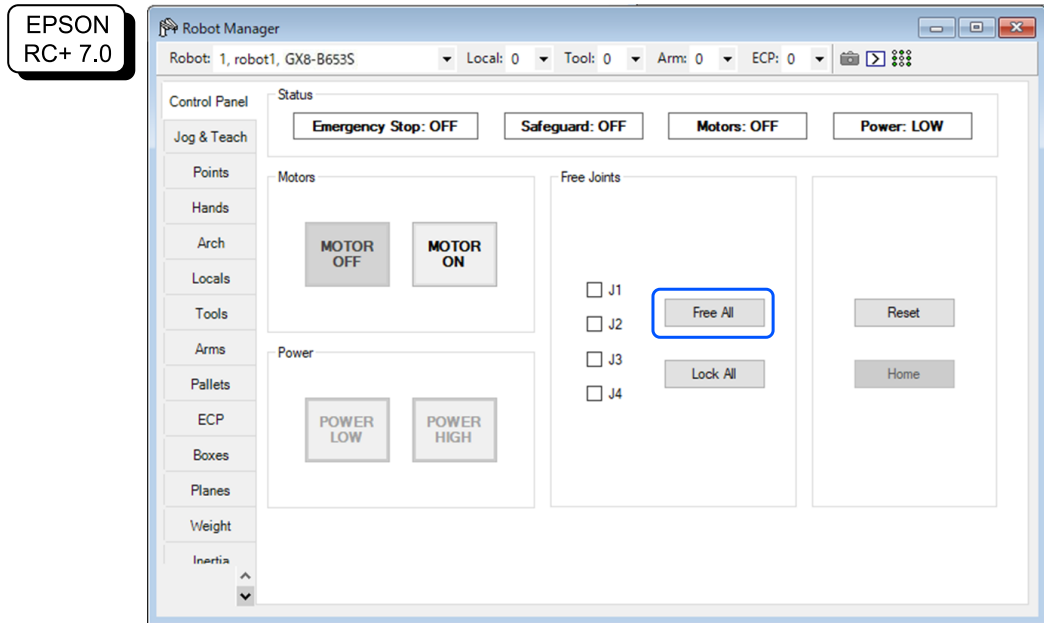 EPSON
RC+ 7.0
Robot Manager
Robot: 1, robot1, GX8-B653S Local: 0 Tool: 0 Arm: 0 ECP: 0
Control Panel
Jog & Teach
Points
Hands
Arch
Locals
Tools
Arms
Pallets
ECP
Boxes
Planes
Weight
Inertia
Status
Emergency Stop: OFF Safeguard: OFF Motors: OFF Power: LOW
Motors
MOTOR
OFF
MOTOR
ON
Power
POWER
LOW
POWER
HIGH
Free Joints
J1
J2
J3
J4
Free All
Lock All
Reset
Home